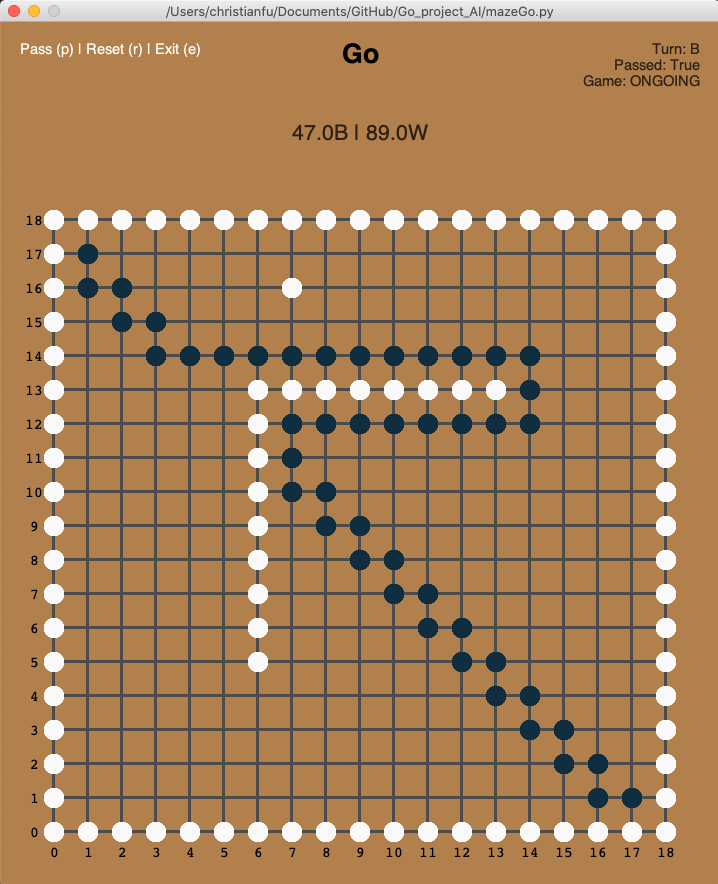 /Users/christianfu/Documents/GitHub/Go_project_AI/mazeGo.py
Pass (p) | Reset (r) | Exit (e)
Go
Turn: B
Passed: True
Game: ONGOING
47.0B | 89.0W
18
17
16
15
14
13
12
11
10
9
8
7
6
5
4
3
2
1
0
0 1 2 3 4 5 6 7 8 9 10 11 12 13 14 15 16 17 18